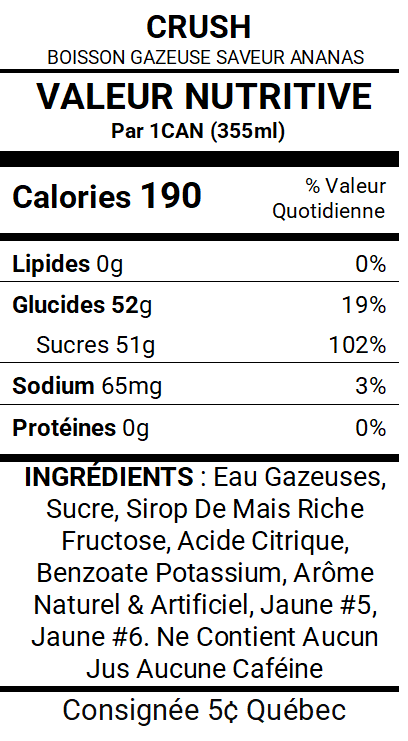 CRUSH
BOISSON GAZEUSE SAVEUR ANANAS
VALEUR NUTRITIVE
Par 1CAN (355ml)
Calories 190
% Valeur
Quotidienne
Lipides 0g 0%
Glucides 52g 19%
Sucres 51g 102%
Sodium 65mg 3%
Protéines 0g 0%
INGRÉDIENTS : Eau Gazeuses,
Sucre, Sirop De Mais Riche
Fructose, Acide Citrique,
Benzoate Potassium, Arôme
Naturel & Artificiel, Jaune #5,
Jaune #6. Ne Contient Aucun
Jus Aucune Caféine
Consignée 5¢ Québec